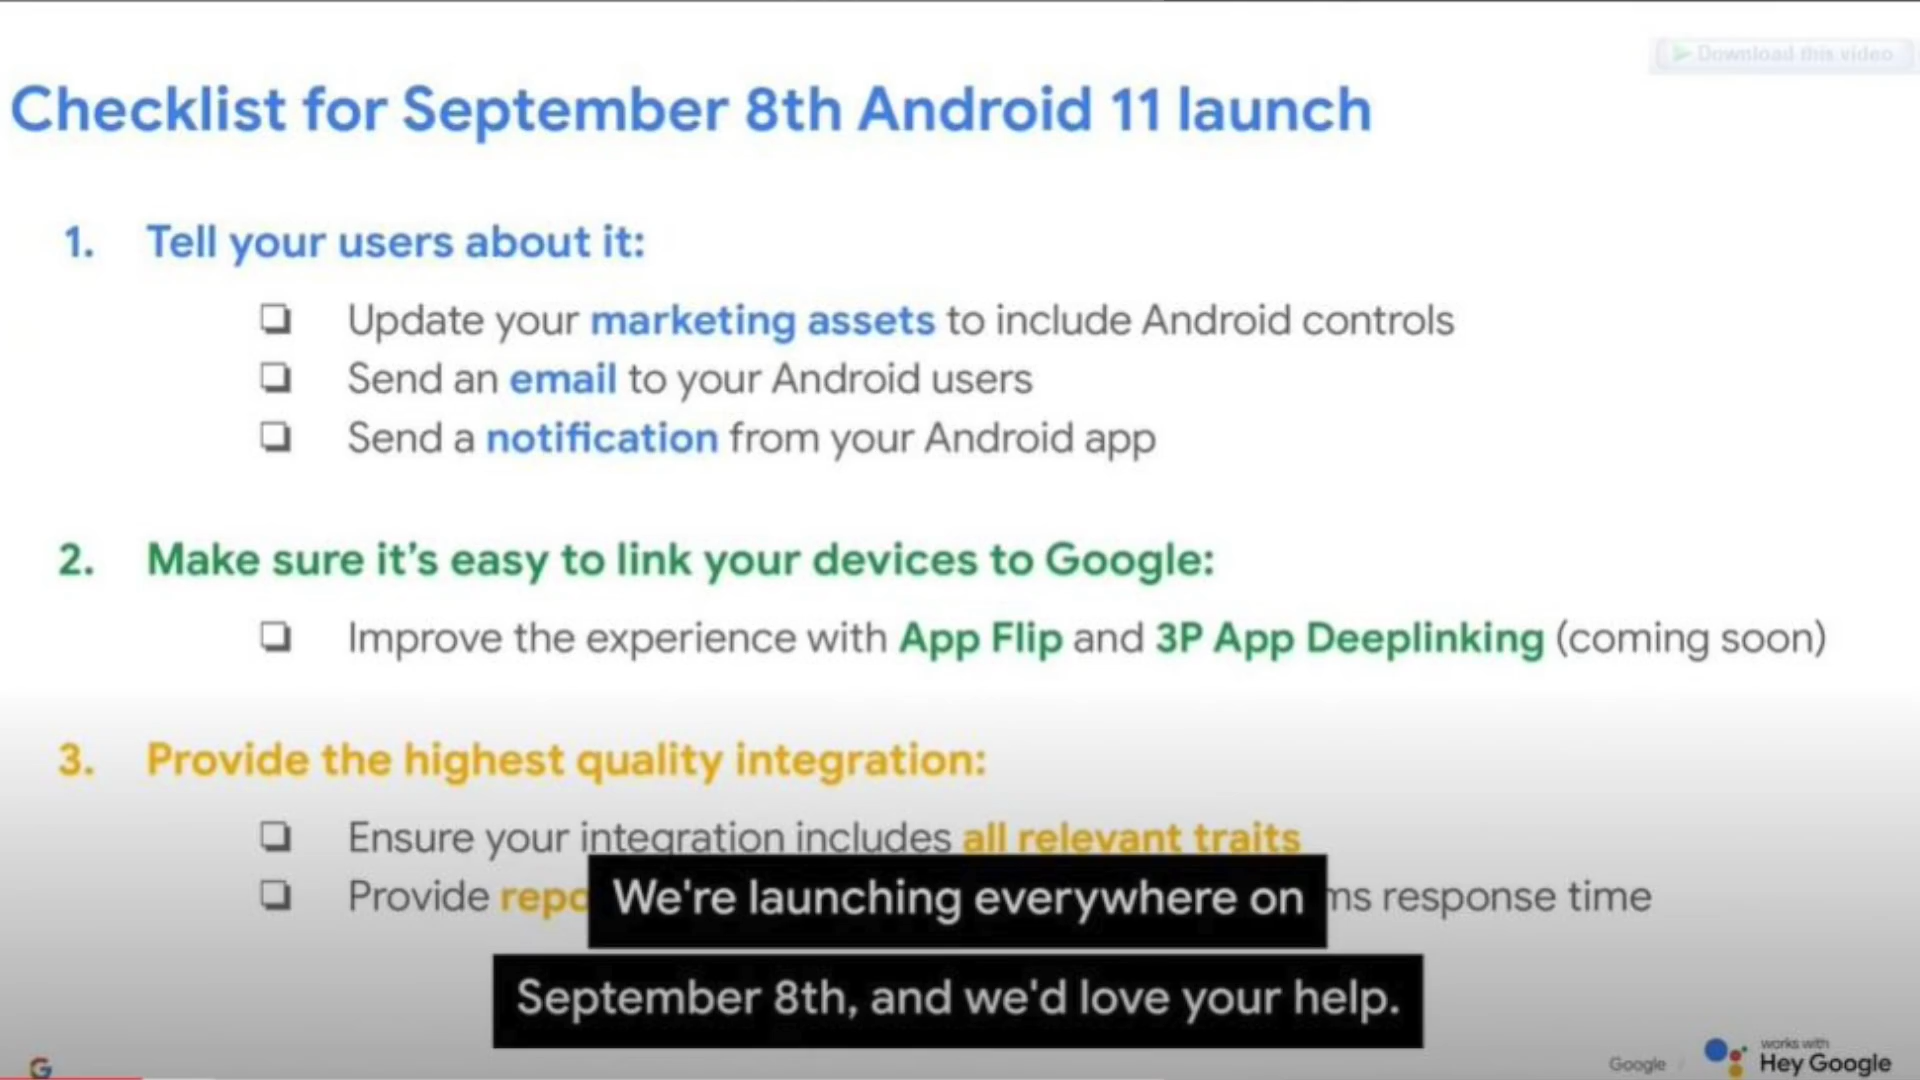 Download this video
Checklist for September 8th Android 11 launch
1. Tell your users about it:
❏ Update your marketing assets to include Android controls
❏ Send an email to your Android users
❏ Send a notification from your Android app
2. Make sure it's easy to link your devices to Google:
❏ Improve the experience with App Flip and 3P App Deeplinking (coming soon)
3. Provide the highest quality integration:
❏ Ensure your integration includes all relevant traits
❏ Provide response time
We're launching everywhere on
September 8th, and we'd love your help.
G
Google
works with
Hey Google